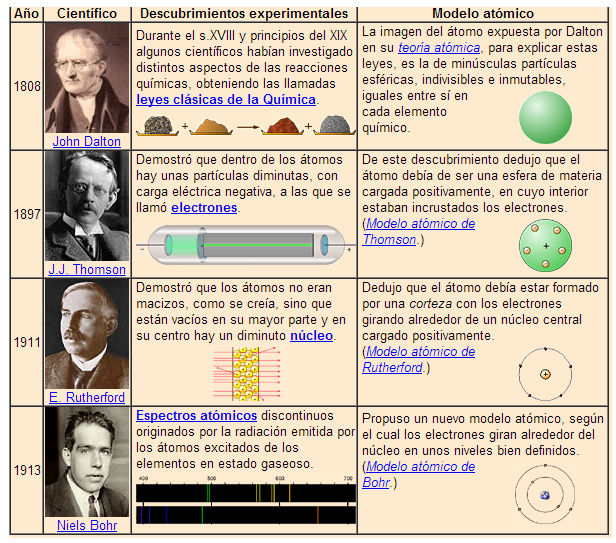 Año Científico Descubrimientos experimentales Modelo atómico
1808
John Dalton
Durante el s.XVIII y principios del XIX
algunos científicos habían investigado
distintos aspectos de las reacciones
químicas, obteniendo las llamadas
leyes clásicas de la Química.
+ +
La imagen del átomo expuesta por Dalton
en su teoria atómica, para explicar estas
leyes, es la de minúsculas partículas
esféricas, indivisibles e inmutables,
iguales entre sí en
cada elemento
químico.
1897
J.J. Thomson
Demostró que dentro de los átomos
hay unas partículas diminutas, con
carga eléctrica negativa, a las que se
llamó electrones.
− +
De este descubrimiento dedujo que el
átomo debía de ser una esfera de materia
cargada positivamente, en cuyo interior
estaban incrustados los electrones.
(Modelo atómico de
Thomson.)
+
1911
E. Rutherford
Demostró que los átomos no eran
macizos, como se creía, sino que
están vacíos en su mayor parte y en
su centro hay un diminuto núcleo.
Dedujo que el átomo debía estar formado
por una corteza con los electrones
girando alrededor de un núcleo central
cargado positivamente.
(Modelo atómico de
Rutherford.)
+
1913
Niels Bohr
Espectros atómicos discontinuos
originados por la radiación emitida por
los átomos excitados de los
elementos en estado gaseoso.
400 500 600 700
Propuso un nuevo modelo atómico, según
el cual los electrones giran alrededor del
núcleo en unos niveles bien definidos.
(Modelo atómico de
Bohr.)